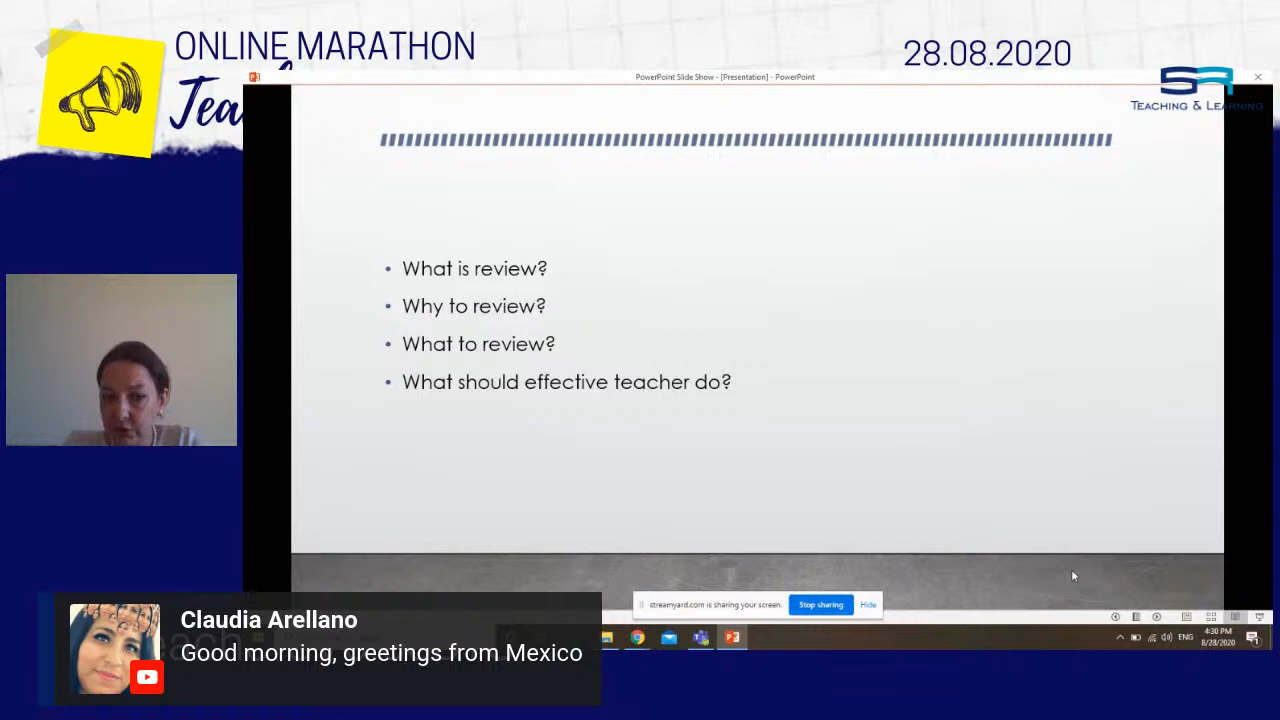 ONLINE MARATHON
28.08.2020
PowerPoint Slide Show - [Presentation] - PowerPoint
TEACHING & LEARNING
• What is review?
• Why to review?
• What to review?
• What should effective teacher do?
streamyard.com is sharing your screen.
Stop sharing
Hide
ENG
4:30 PM
8/28/2020
Claudia Arellano
Good morning, greetings from Mexico